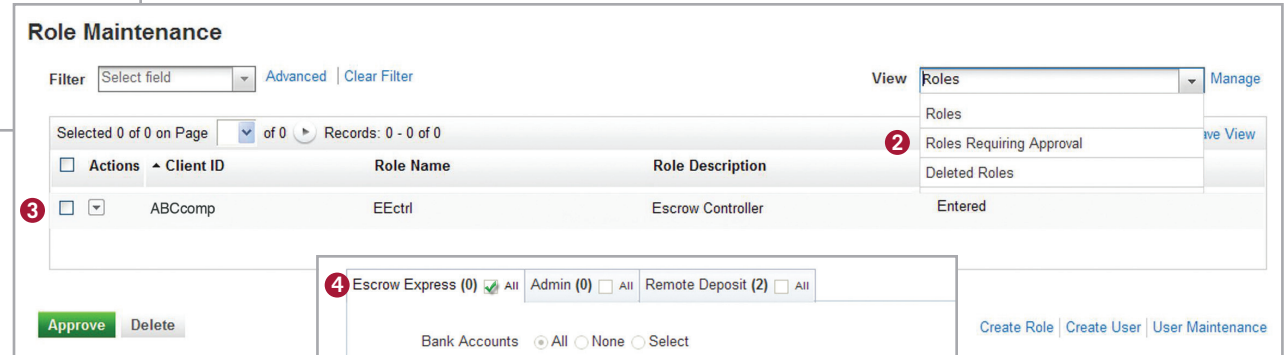 Role Maintenance
Filter Select field Advanced | Clear Filter View Roles Manage
Roles
Selected 0 of 0 on Page of 0 Records: 0 - 0 of 0 ave View
2 Roles Requiring Approval
Actions Client ID Role Name Role Description Deleted Roles
3 ABCcomp EEctrl Escrow Controller Entered
4 Escrow Express (0) All Admin (0) All Remote Deposit (2) All
Approve Delete Create Role | Create User | User Maintenance
Bank Accounts All None Select